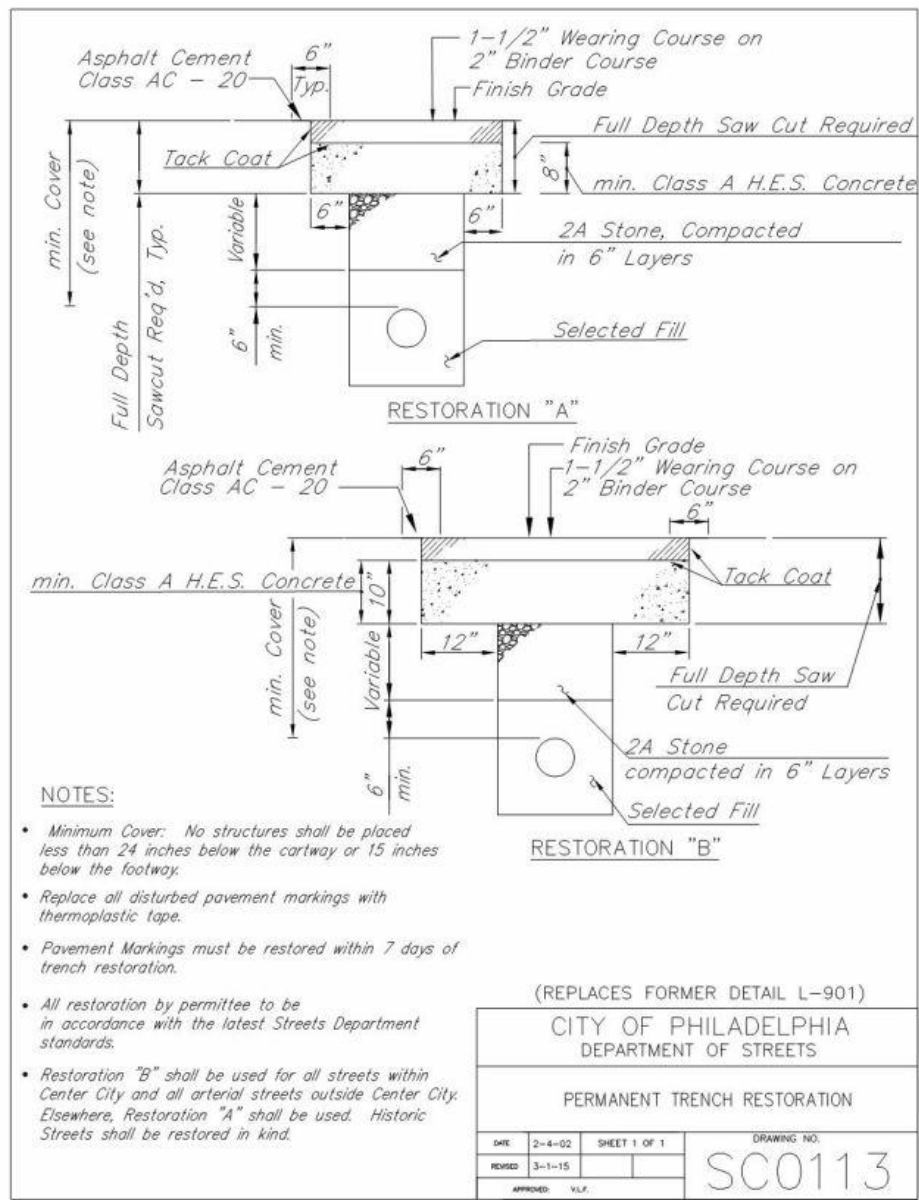 Asphalt Cement
Class AC - 20
6"
Typ.
1-1/2" Wearing Course on
2" Binder Course
Finish Grade
Full Depth Saw Cut Required
Tack Coat
8"
min. Class A H.E.S. Concrete
min. Cover
(see note)
Full Depth
Sawcut Req'd, Typ.
Variable
6"
6"
2A Stone, Compacted
in 6" Layers
6"
min.
Selected Fill
RESTORATION "A"
Asphalt Cement
Class AC - 20
6"
Finish Grade
1-1/2" Wearing Course on
2" Binder Course
6"
min. Class A H.E.S. Concrete
10"
Tack Coat
min. Cover
(see note)
Variable
12"
12"
Full Depth Saw
Cut Required
6"
min.
2A Stone
compacted in 6" Layers
Selected Fill
RESTORATION "B"
NOTES:
• Minimum Cover: No structures shall be placed
less than 24 inches below the cartway or 15 inches
below the footway.
• Replace all disturbed pavement markings with
thermoplastic tape.
• Pavement Markings must be restored within 7 days of
trench restoration.
• All restoration by permittee to be
in accordance with the latest Streets Department
standards.
• Restoration "B" shall be used for all streets within
Center City and all arterial streets outside Center City.
Elsewhere, Restoration "A" shall be used. Historic
Streets shall be restored in kind.
(REPLACES FORMER DETAIL L-901)
CITY OF PHILADELPHIA
DEPARTMENT OF STREETS
PERMANENT TRENCH RESTORATION
DATE 2-4-02 SHEET 1 OF 1
REVISED 3-1-15
APPROVED: V.L.F.
DRAWING NO.
SC0113